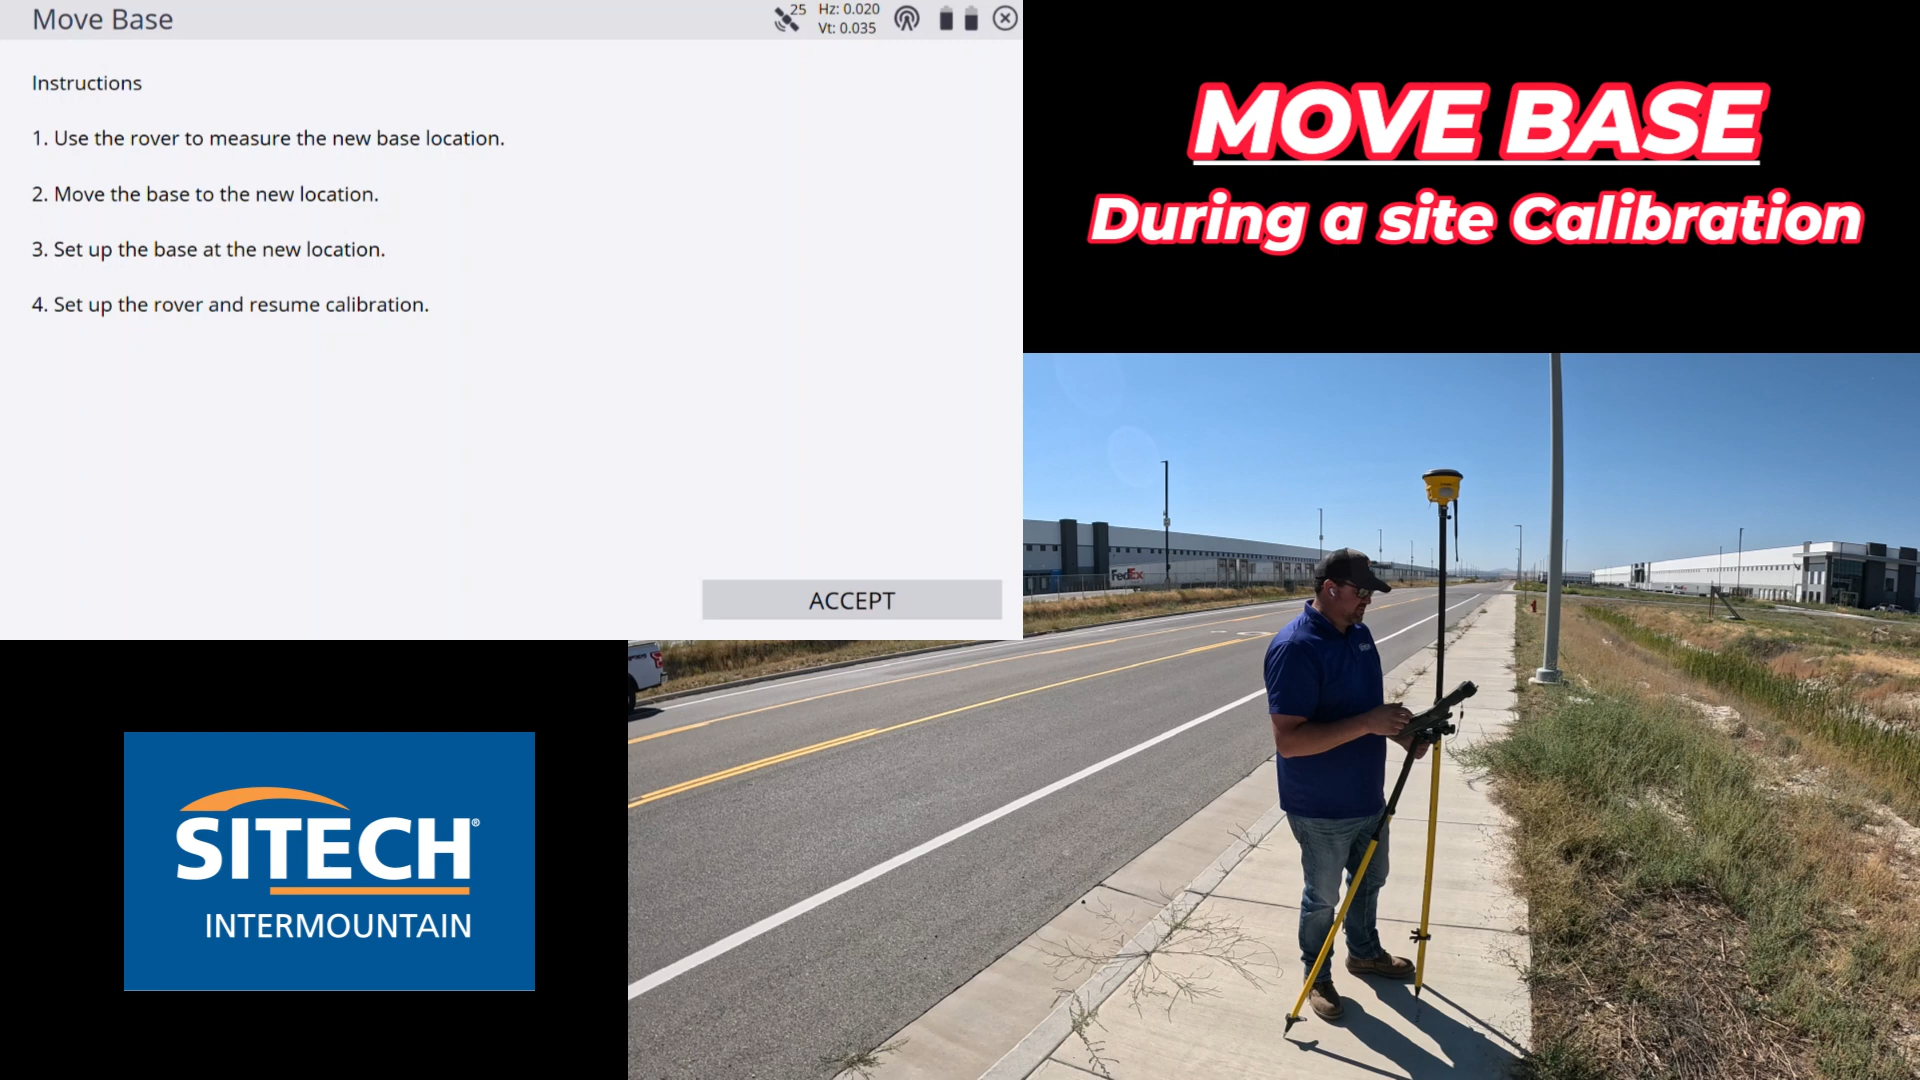 Move Base
25
Hz: 0.020
Vt: 0.035
Instructions
1. Use the rover to measure the new base location.
2. Move the base to the new location.
3. Set up the base at the new location.
4. Set up the rover and resume calibration.
ACCEPT
MOVE BASE
During a site Calibration
FedEx
SITECH®
INTERMOUNTAIN